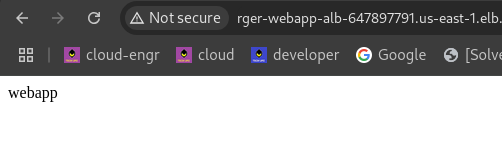 Not secure rger-webapp-alb-647897791.us-east-1.elb.
cloud-engr cloud developer Google [Solve
webapp